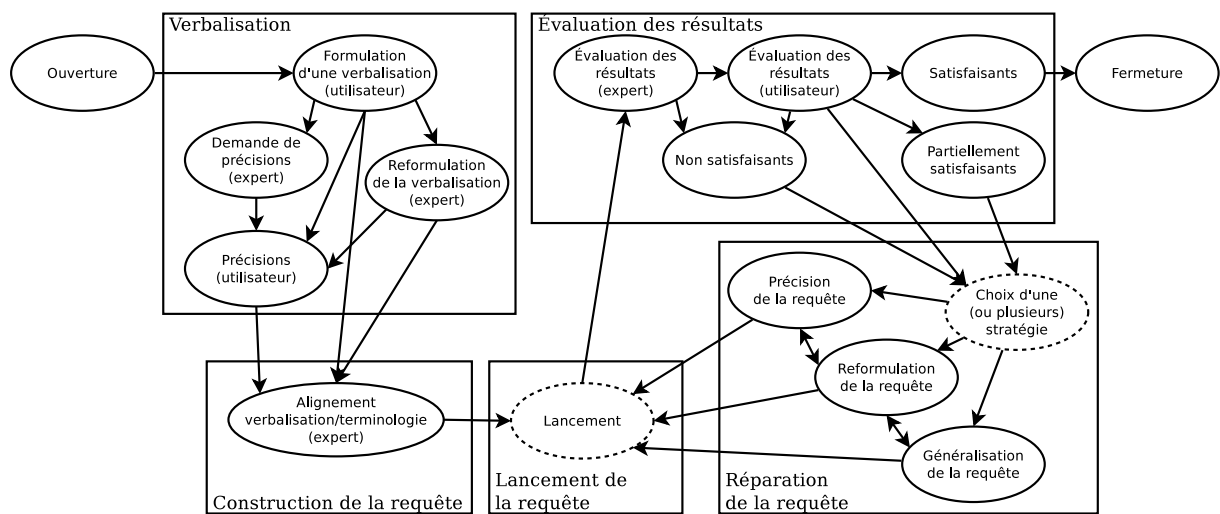 Verbalisation
Ouverture
Formulation
d'une verbalisation
(utilisateur)
Demande de
précisions
(expert)
Reformulation
de la verbalisation
(expert)
Précisions
(utilisateur)
Évaluation des résultats
Évaluation des
résultats
(expert)
Évaluation des
résultats
(utilisateur)
Satisfaisants
Fermeture
Non satisfaisants
Partiellement
satisfaisants
Alignement
verbalisation/terminologie
(expert)
Construction de la requête
Lancement
Lancement de
la requête
Précision
de la requête
Choix d'une
(ou plusieurs)
stratégie
Reformulation
de la requête
Généralisation
de la requête
Réparation
de la requête